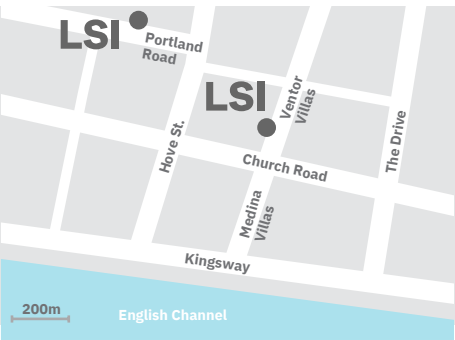 LSI
Portland
Road
LSI
Ventor
Villas
Hove St.
The Drive
Church Road
Medina
Villas
Kingsway
200m
English Channel